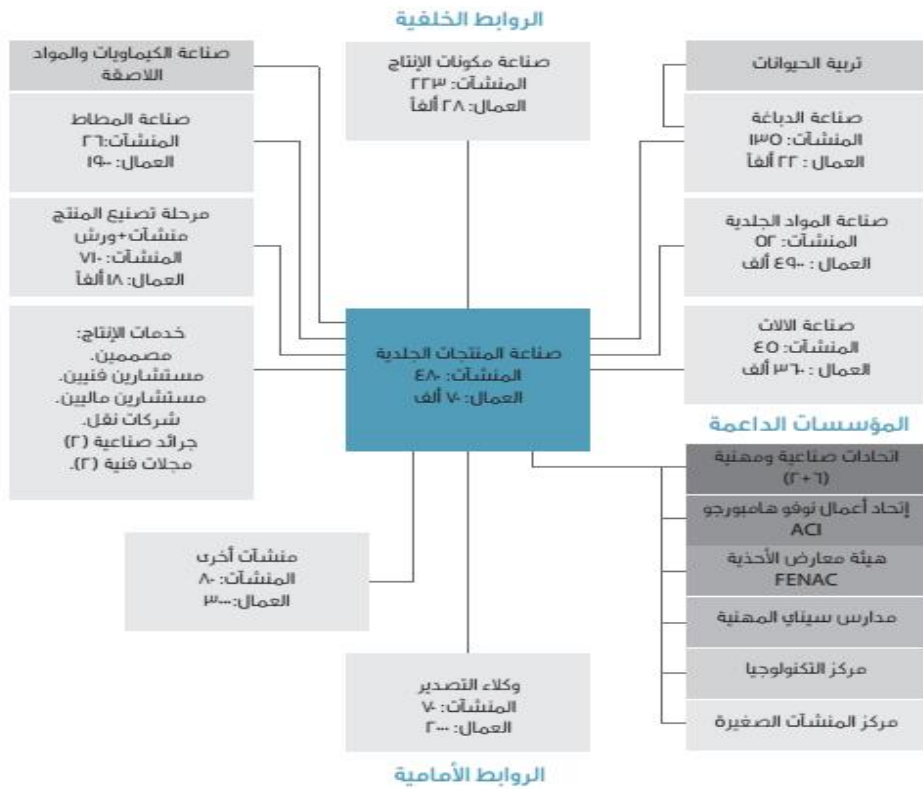 الروابط الخلفية
صناعة مكونات الإنتاج
المنشآت: ٢٢٣
العمال: ٢٨ ألفاً
تربية الحيوانات
صناعة الدباغة
المنشآت: ١٣٥
العمال : ٢٢ ألفاً
صناعة المواد الجلدية
المنشآت: ٥٢
العمال : ٤٩٠٠ ألف
صناعة الالات
المنشآت: ٤٥
العمال : ٣٦٠٠ ألف
صناعة الكيماويات والمواد
اللاصقة
صناعة المطاط
المنشآت:٢٦
العمال: ١٩٠٠
مرحلة تصنيع المنتج
منشآت+ورش
المنشآت: ٧١٠
العمال: ١٨ ألفاً
خدمات الإنتاج:
مصممين.
مستشارين فنيين.
مستشارين ماليين.
شركات نقل.
جرائد صناعية (٢)
مجلات فنية (٢).
صناعة المنتجات الجلدية
المنشآت: ٤٨٠
العمال: ٧٠ ألف
المؤسسات الداعمة
اتحادات صناعية ومهنية
(٦+٢)
إتحاد أعمال نوفو هامبورجو
ACI
هيئة معارض الأحذية
FENAC
مدارس سيناي المهنية
مركز التكنولوجيا
مركز المنشآت الصغيرة
منشآت أخرى
المنشآت: ٨٠
العمال: ٣٠٠٠
وكلاء التصدير
المنشآت: ٧٠
العمال: ٢٠٠٠
الروابط الأمامية